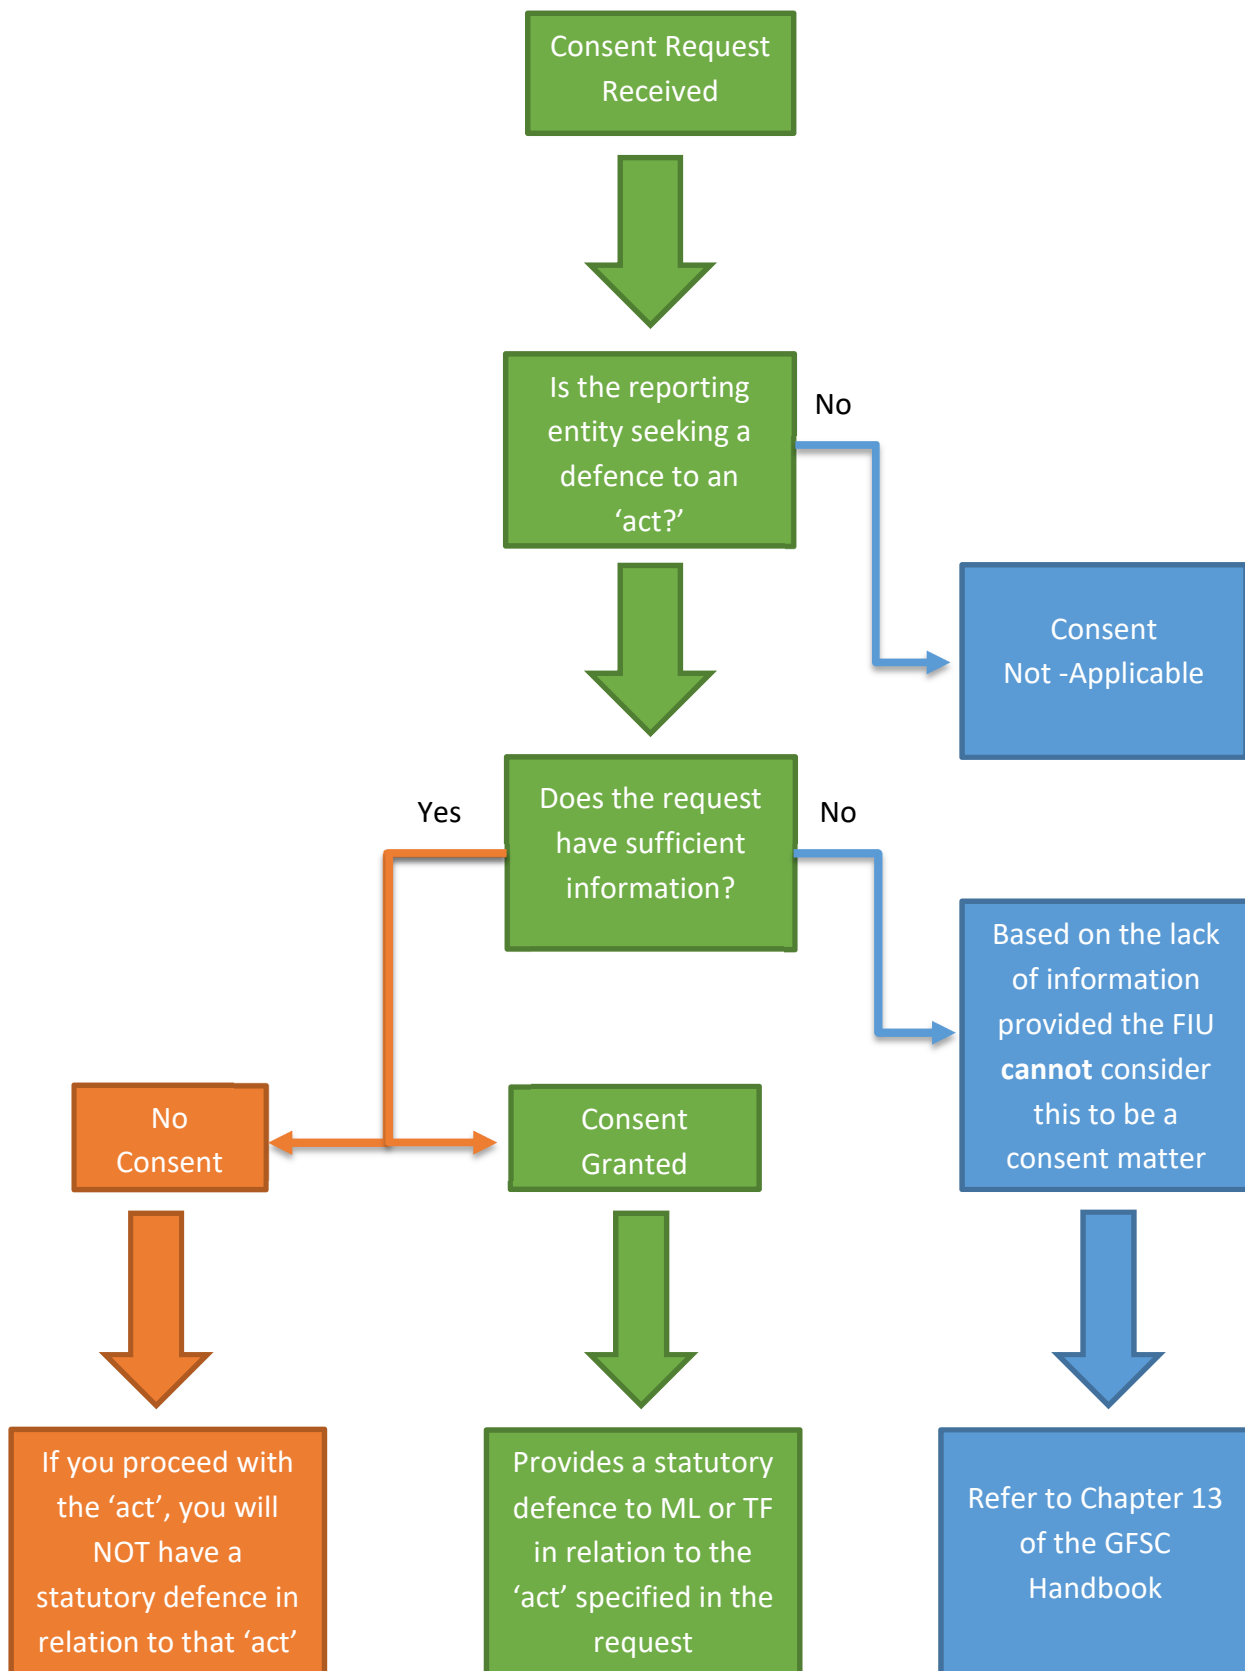 Consent Request
Received
Is the reporting
entity seeking a
defence to an
‘act?’
No
Consent
Not -Applicable
Yes
Does the request
have sufficient
information?
No
Based on the lack
of information
provided the FIU
cannot consider
this to be a
consent matter
No
Consent
Consent
Granted
If you proceed with
the ‘act’, you will
NOT have a
statutory defence in
relation to that ‘act’
Provides a statutory
defence to ML or TF
in relation to the
‘act’ specified in the
request
Refer to Chapter 13
of the GFSC
Handbook